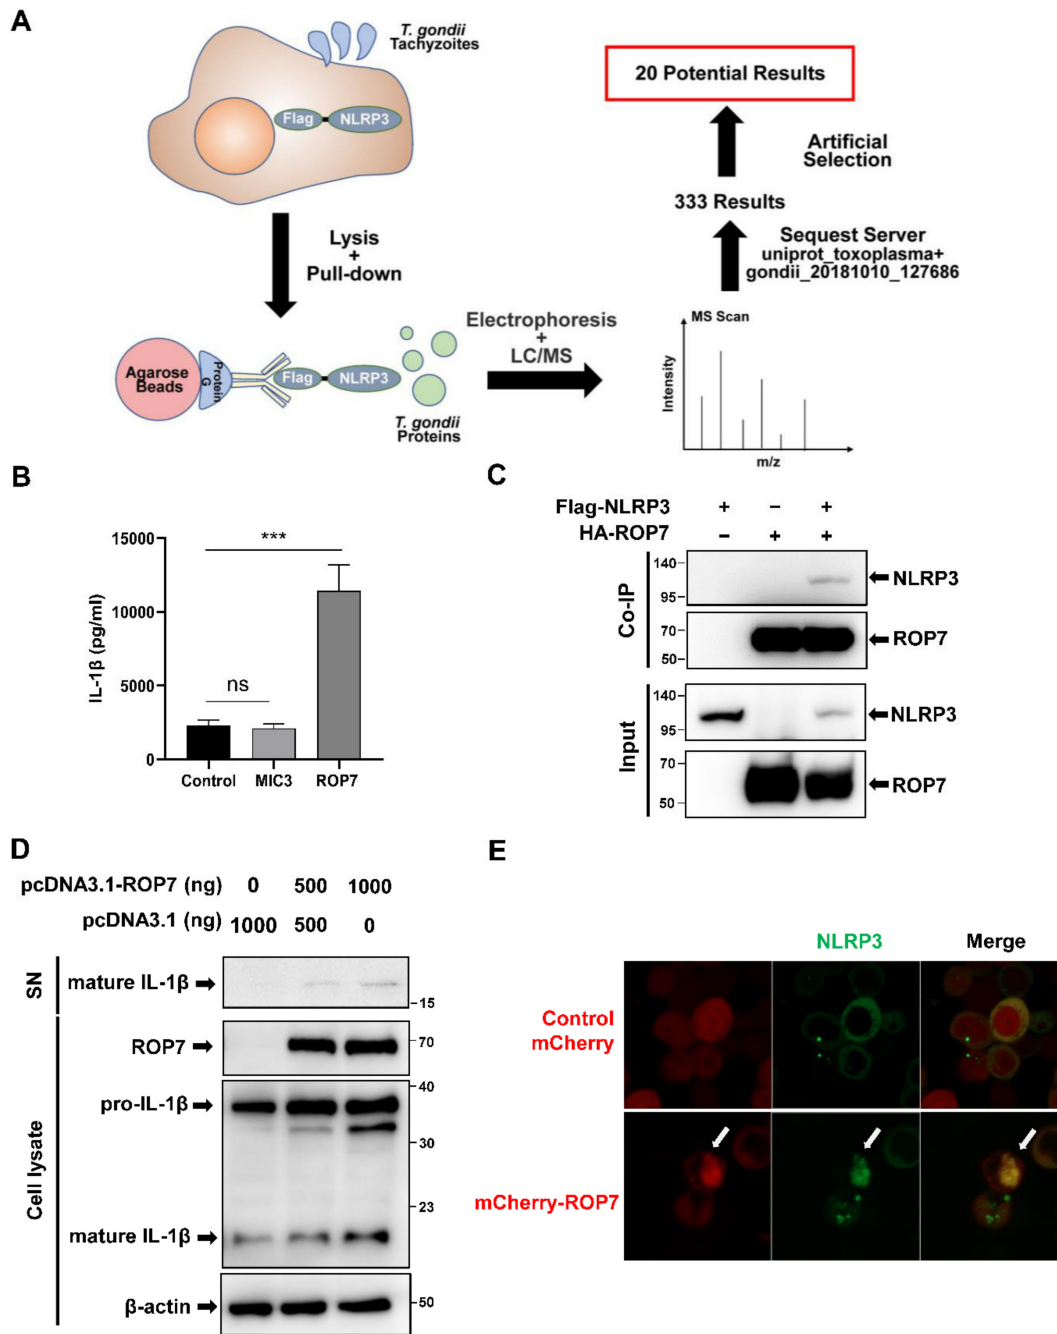 A
T. gondii
Tachyzoites
Flag
NLRP3
Lysis
+
Pull-down
Agarose
Beads
Protein
G
Flag
NLRP3
T. gondii
Proteins
Electrophoresis
+
LC/MS
MS Scan
Intensity
m/z
Sequest Server
uniprot_toxoplasma+
gondii_20181010_127686
333 Results
Artificial
Selection
20 Potential Results
B
IL-1β (pg/ml)
15000
10000
5000
0
***
ns
Control MIC3 ROP7
C
Flag-NLRP3 + − +
HA-ROP7 − + +
Co-IP
140
95
NLRP3
70
50
ROP7
Input
140
95
NLRP3
70
50
ROP7
D
pcDNA3.1-ROP7 (ng) 0 500 1000
pcDNA3.1 (ng) 1000 500 0
SN
mature IL-1β
15
Cell lysate
ROP7
70
pro-IL-1β
40
30
23
mature IL-1β
β-actin
50
E
NLRP3 Merge
Control
mCherry
mCherry-ROP7